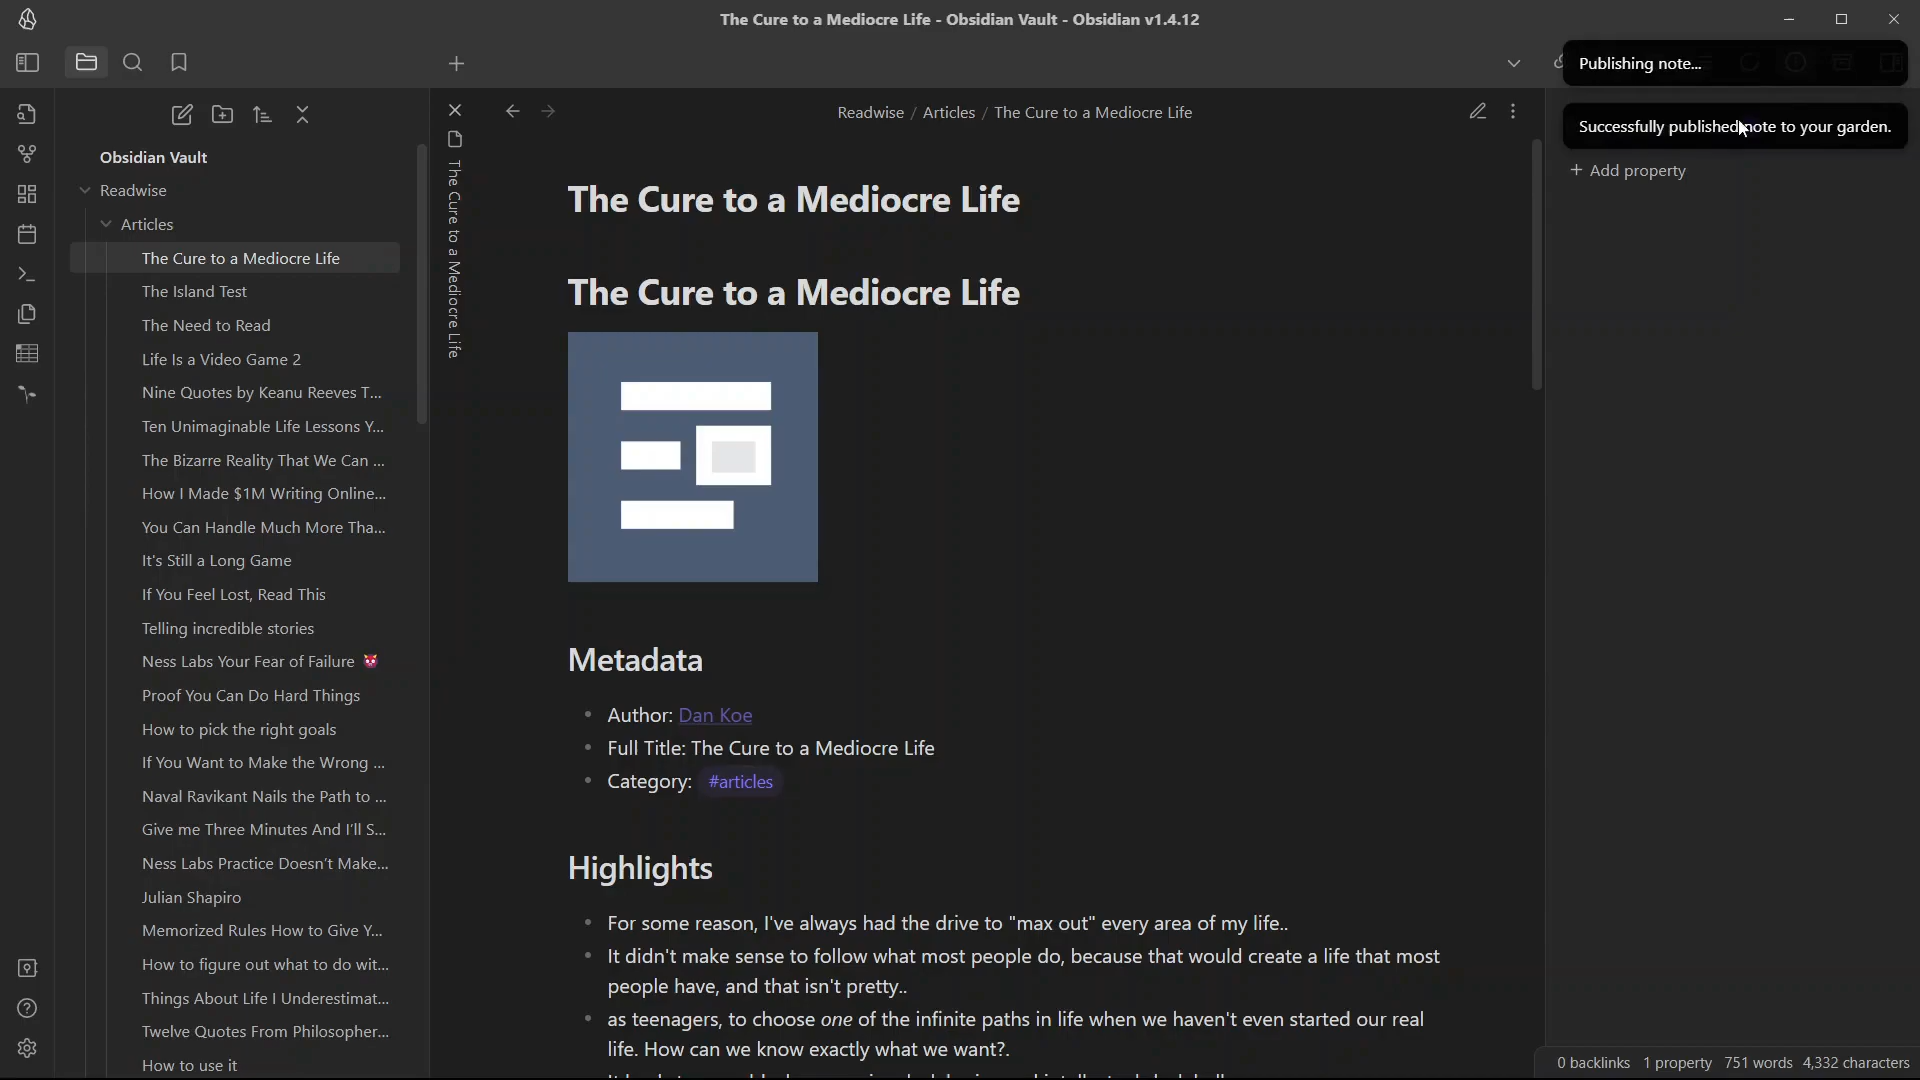 The Cure to a Mediocre Life - Obsidian Vault - Obsidian v1.4.12
Publishing note...
Successfully published note to your garden.
Add property
Obsidian Vault
Readwise
Articles
The Cure to a Mediocre Life
The Island Test
The Need to Read
Life Is a Video Game 2
Nine Quotes by Keanu Reeves T...
Ten Unimaginable Life Lessons Y...
The Bizarre Reality That We Can ...
How I Made $1M Writing Online...
You Can Handle Much More Tha...
It's Still a Long Game
If You Feel Lost, Read This
Telling incredible stories
Ness Labs Your Fear of Failure 👿
Proof You Can Do Hard Things
How to pick the right goals
If You Want to Make the Wrong ...
Naval Ravikant Nails the Path to ...
Give me Three Minutes And I’ll S...
Ness Labs Practice Doesn’t Make...
Julian Shapiro
Memorized Rules How to Give Y...
How to figure out what to do wit...
Things About Life I Underestimat...
Twelve Quotes From Philosopher...
How to use it
The Cure to a Mediocre Life
Readwise / Articles / The Cure to a Mediocre Life
The Cure to a Mediocre Life
The Cure to a Mediocre Life
Metadata
Author: Dan Koe
Full Title: The Cure to a Mediocre Life
Category: #articles
Highlights
For some reason, I've always had the drive to "max out" every area of my life..
It didn't make sense to follow what most people do, because that would create a life that most
people have, and that isn't pretty..
as teenagers, to choose one of the infinite paths in life when we haven't even started our real
life. How can we know exactly what we want?.
0 backlinks 1 property 751 words 4,332 characters